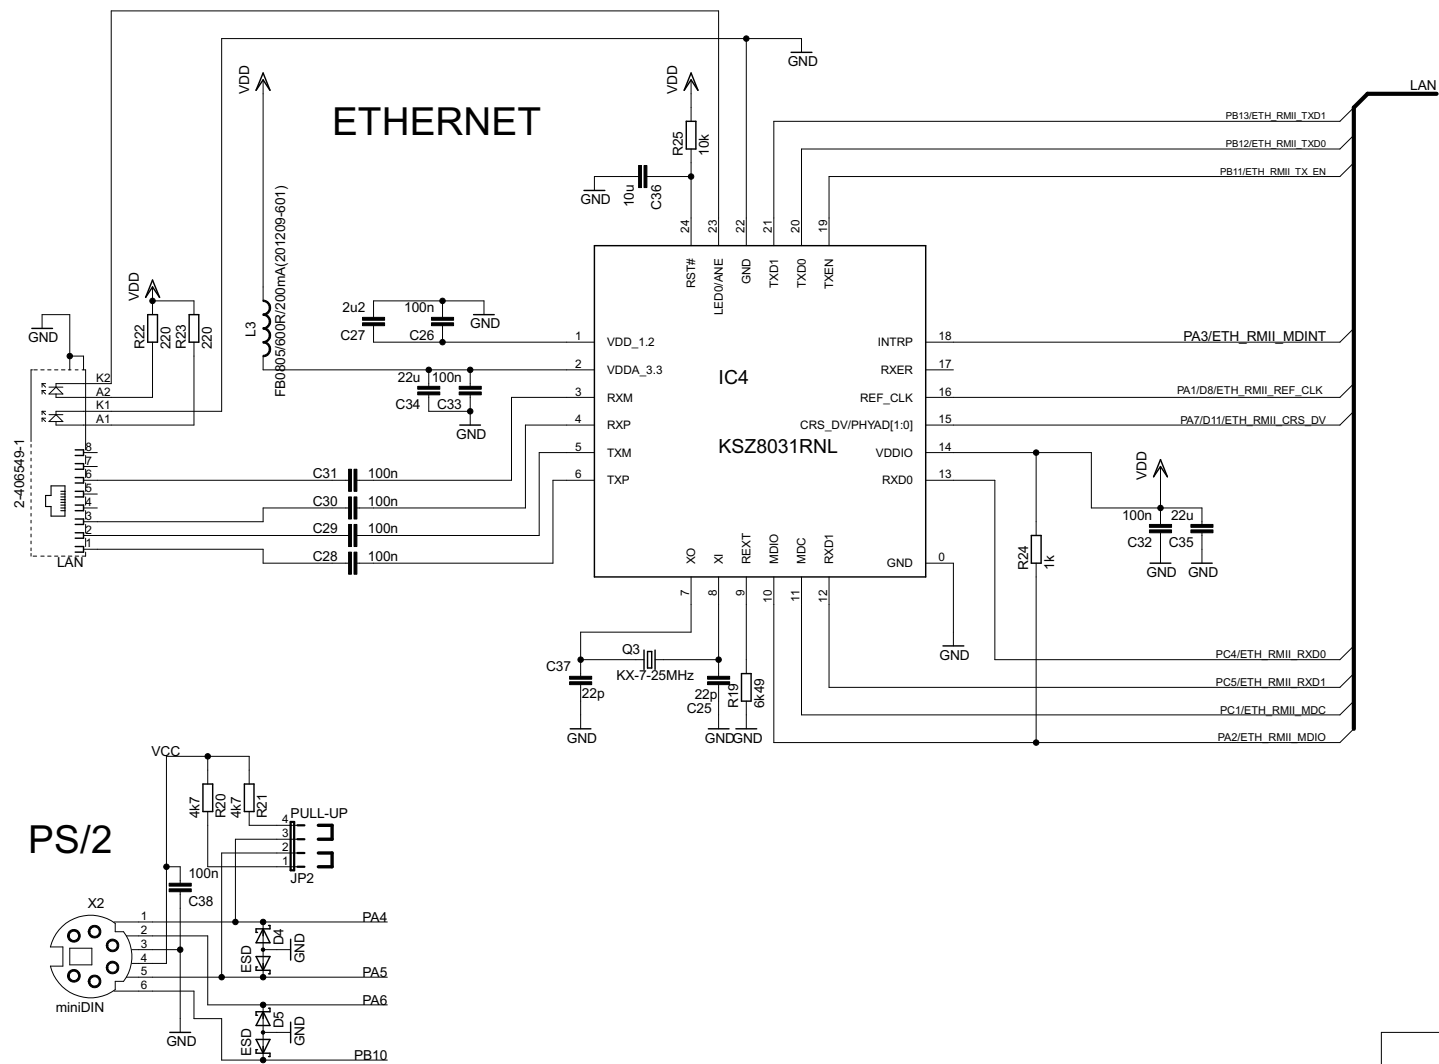 GND
LAN
VDD
VDD
ETHERNET
PB13/ETH_RMII_TXD1
PB12/ETH_RMII_TXD0
PB11/ETH_RMII_TX_EN
R25
10k
GND
10u
C36
24
23
22
21
20
19
RST#
LED0/ANE
GND
TXD1
TXD0
TXEN
L3
FB0805/600R/200mA(201209-601)
VDD
R22
220
R23
220
GND
2u2
C27
100n
C26
GND
1
VDD_1.2
INTRP
18
PA3/ETH_RMII_MDINT
2
VDDA_3.3
RXER
17
IC4
K2
A2
K1
A1
22u
C34
100n
C33
GND
3
RXM
REF_CLK
16
PA1/D8/ETH_RMII_REF_CLK
4
RXP
CRS_DV/PHYAD[1:0]
15
PA7/D11/ETH_RMII_CRS_DV
KSZ8031RNL
5
TXM
VDDIO
14
6
TXP
RXD0
13
VDD
2-406549-1
8
7
6
5
4
3
2
1
LAN
C31
100n
C30
100n
C29
100n
C28
100n
100n
C32
22u
C35
GND
GND
R24
1k
XO
XI
REXT
MDIO
MDC
RXD1
GND
0
7
8
9
10
11
12
GND
C37
22p
GND
Q3
KX-7-25MHz
22p
C25
GND
R19
6k49
GND
PC4/ETH_RMII_RXD0
PC5/ETH_RMII_RXD1
PC1/ETH_RMII_MDC
PA2/ETH_RMII_MDIO
VCC
4k7
R20
4k7
R21
PULL-UP
4
3
2
1
JP2
PS/2
100n
C38
X2
1
2
3
4
5
6
miniDIN
GND
PA4
D4
ESD
GND
PA5
PA6
D5
ESD
GND
PB10